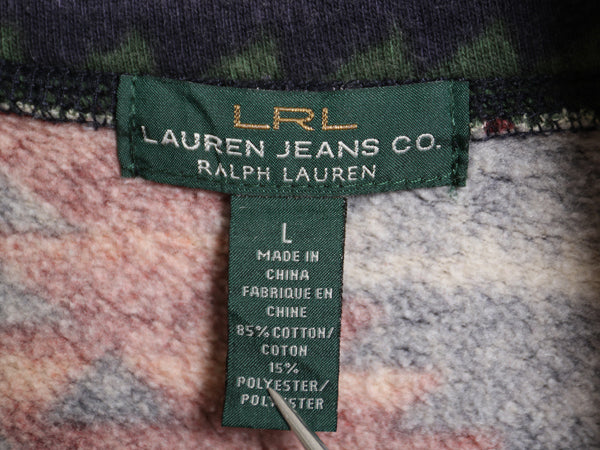 LRL
LAUREN JEANS CO.
RALPH LAUREN
L
MADE IN
CHINA
FABRIQUE EN
CHINE
85% COTTON/
COTON
15%
POLYESTER/
POLYESTER